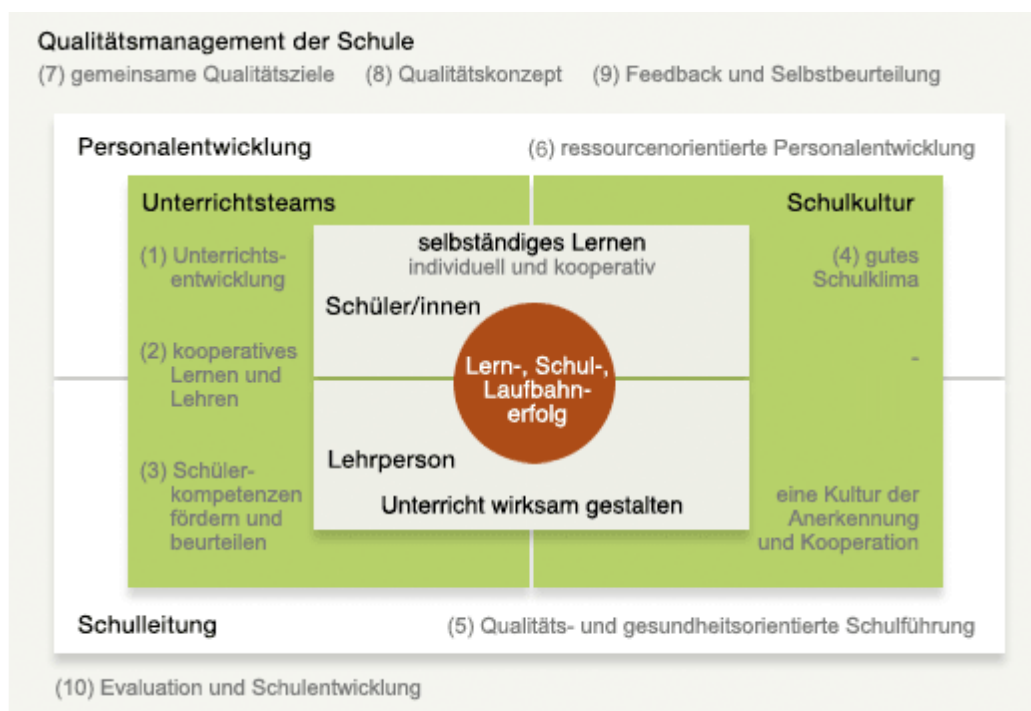 Qualitätsmanagement der Schule
(7) gemeinsame Qualitätsziele (8) Qualitätskonzept (9) Feedback und Selbstbeurteilung
Personalentwicklung
(6) ressourcenorientierte Personalentwicklung
Unterrichtsteams
Schulkultur
(1) Unterrichts-
entwicklung
(2) kooperatives
Lernen und
Lehren
(3) Schüler-
kompetenzen
fördern und
beurteilen
selbständiges Lernen
individuell und kooperativ
Schüler/innen
Lern-, Schul-,
Laufbahn-
erfolg
Lehrperson
Unterricht wirksam gestalten
(4) gutes
Schulklima
-
eine Kultur der
Anerkennung
und Kooperation
Schulleitung
(5) Qualitäts- und gesundheitsorientierte Schulführung
(10) Evaluation und Schulentwicklung